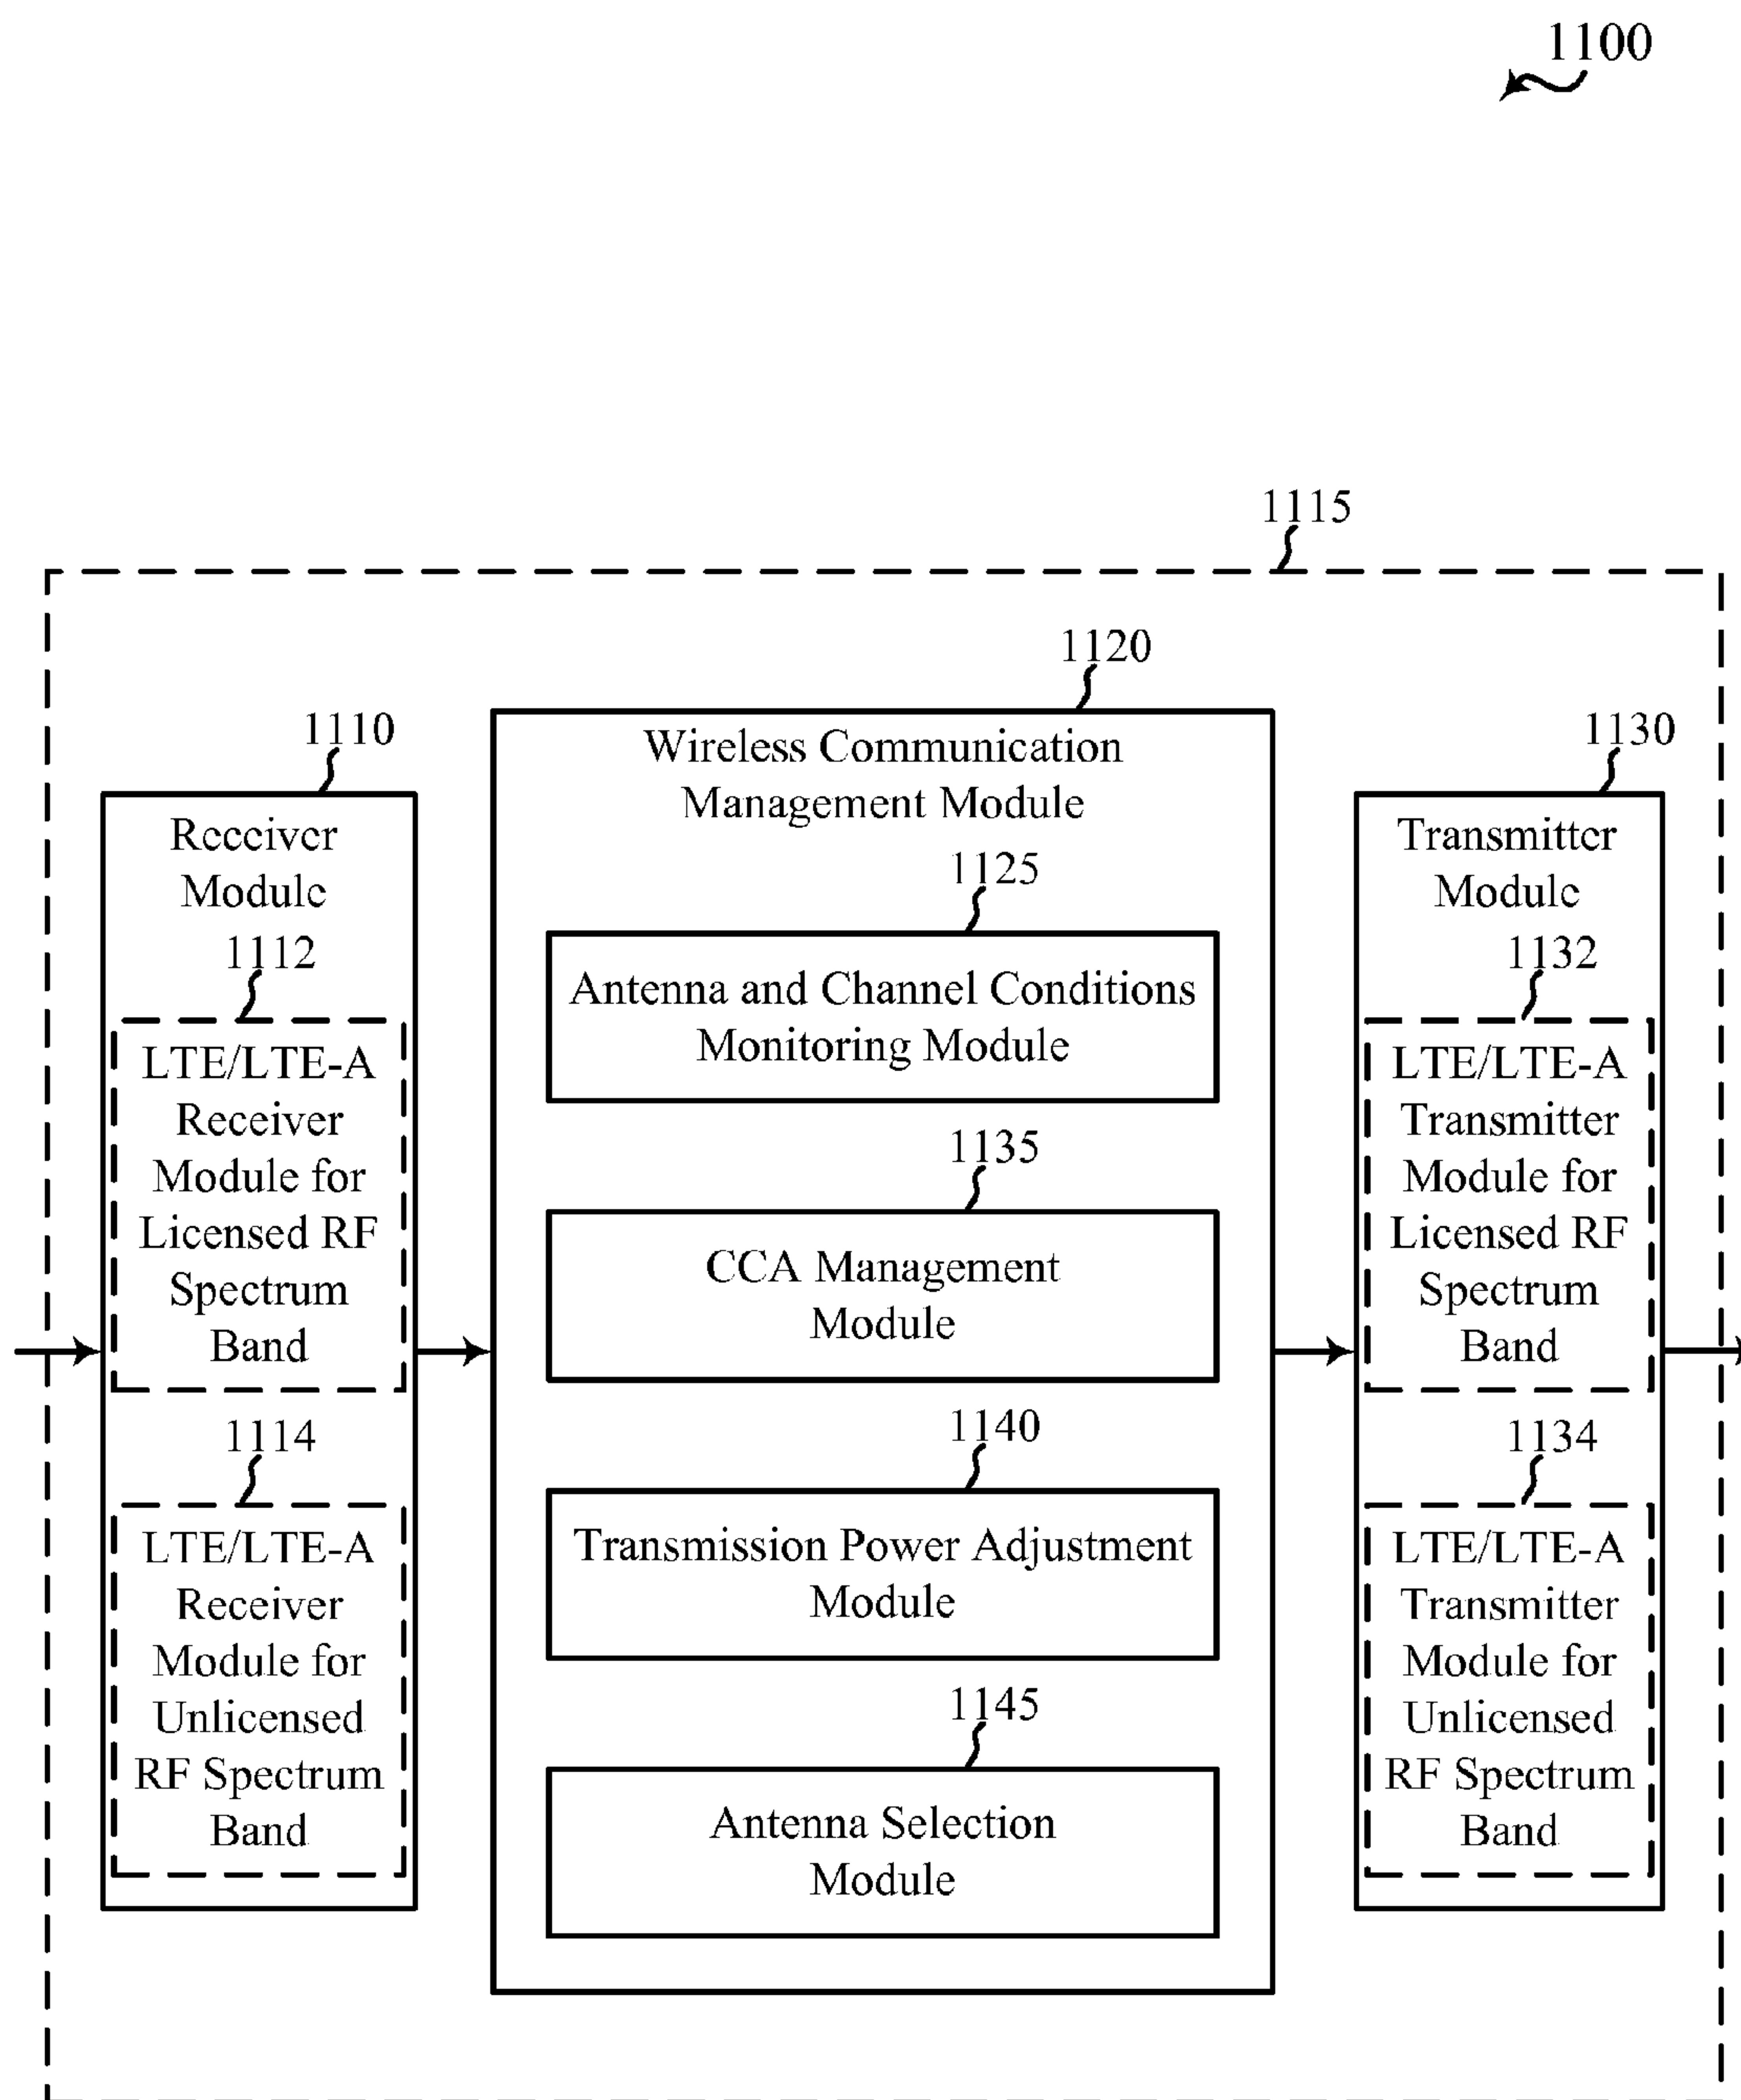 1100
1115
1120
1110
1130
Wireless Communication
Management Module
Receiver
Module
Transmitter
Module
1125
1112
1132
Antenna and Channel Conditions
Monitoring Module
LTE/LTE-A
Receiver
Module for
Licensed RF
Spectrum
Band
LTE/LTE-A
Transmitter
Module for
Licensed RF
Spectrum
Band
1135
CCA Management
Module
1140
1114
1134
Transmission Power Adjustment
Module
LTE/LTE-A
Receiver
Module for
Unlicensed
RF Spectrum
Band
LTE/LTE-A
Transmitter
Module for
Unlicensed
RF Spectrum
Band
1145
Antenna Selection
Module